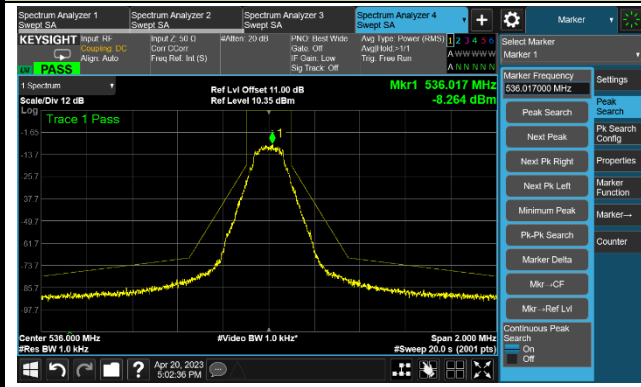 Spectrum Analyzer 1
Swept SA
Spectrum Analyzer 2
Swept SA
Spectrum Analyzer 3
Swept SA
Spectrum Analyzer 4
Swept SA
Marker
KEYSIGHT
Input: RF
Coupling: DC
Align: Auto
Input Z: 50 Ω
Corr CCorr
Freq Ref: Int (S)
#Atten: 20 dB
PNO: Best Wide
Gate: Off
IF Gain: Low
Sig Track: Off
Avg Type: Power (RMS)
Avg|Hold:>1/1
Trig: Free Run
1 2 3 4 5 6
A W W W W W
A N N N N N
PASS
Select Marker
Marker 1
1 Spectrum
Scale/Div 12 dB
Ref Lvl Offset 11.00 dB
Ref Level 10.35 dBm
Mkr1 536.017 MHz
-8.264 dBm
Log
Trace 1 Pass
1
-1.65
-13.7
-25.7
-37.7
-49.7
-61.7
-73.7
-85.7
-97.7
Center 536.000 MHz
#Res BW 1.0 kHz
#Video BW 1.0 kHz*
Span 2.000 MHz
#Sweep 20.0 s (2001 pts)
Marker Frequency
536.017000 MHz
Peak Search
Next Peak
Next Pk Right
Next Pk Left
Minimum Peak
Pk-Pk Search
Marker Delta
Mkr→CF
Mkr→Ref Lvl
Continuous Peak
Search
On
Off
Settings
Peak
Search
Pk Search
Config
Properties
Marker
Function
Marker→
Counter
?
Apr 20, 2023
5:02:36 PM